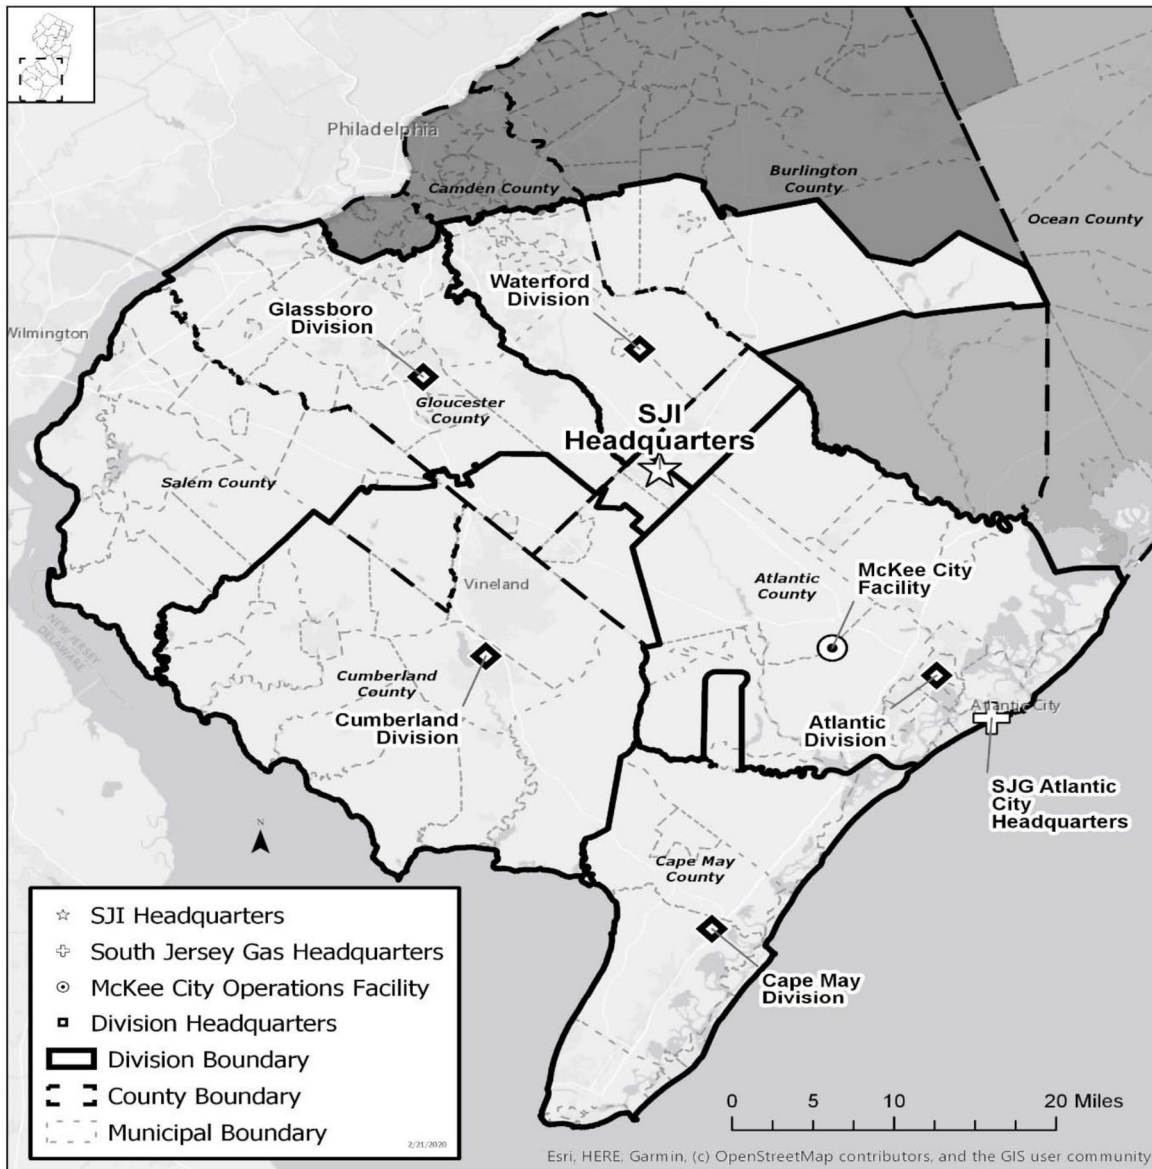 Philadelphia
Camden County
Burlington
County
Ocean County
Waterford
Division
Glassboro
Division
Wilmington
Gloucester
County
SJI
Headquarters
Salem County
Vineland
Atlantic
County
McKee City
Facility
NEW JERSEY
DELAWARE
Cumberland
County
Cumberland
Division
Atlantic
Division
Atlantic City
SJG Atlantic
City
Headquarters
N
Cape May
County
Cape May
Division
SJI Headquarters
South Jersey Gas Headquarters
McKee City Operations Facility
Division Headquarters
Division Boundary
County Boundary
Municipal Boundary
2/21/2020
0 5 10 20 Miles
Esri, HERE, Garmin, (c) OpenStreetMap contributors, and the GIS user community